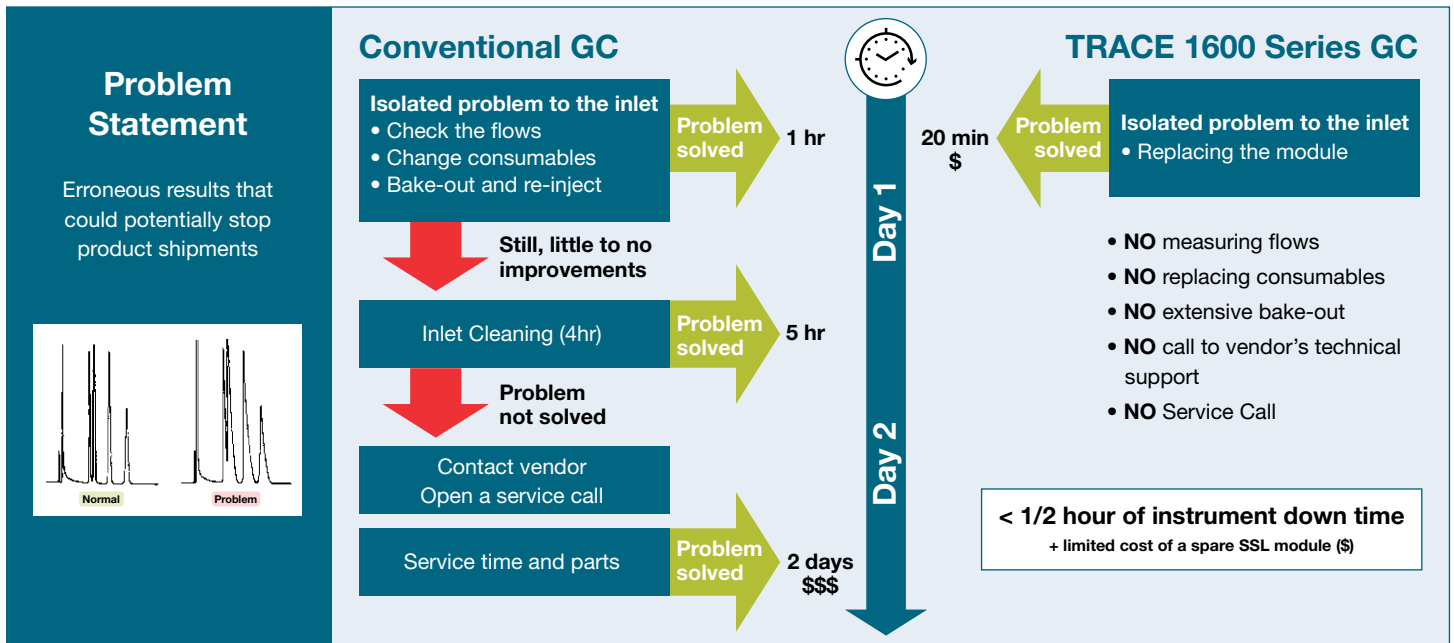 Problem
Statement
Erroneous results that
could potentially stop
product shipments
Normal
Problem
Conventional GC
Isolated problem to the inlet
• Check the flows
• Change consumables
• Bake-out and re-inject
Problem
solved
1 hr
Still, little to no
improvements
Inlet Cleaning (4hr)
Problem
solved
5 hr
Problem
not solved
Contact vendor
Open a service call
Service time and parts
Problem
solved
2 days
$$$
Day 1
Day 2
TRACE 1600 Series GC
20 min
$
Problem
solved
Isolated problem to the inlet
• Replacing the module
• NO measuring flows
• NO replacing consumables
• NO extensive bake-out
• NO call to vendor's technical
support
• NO Service Call
< 1/2 hour of instrument down time
+ limited cost of a spare SSL module ($)